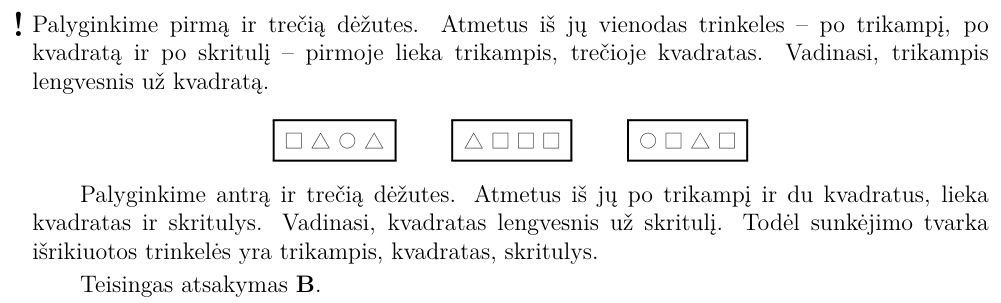 ! Palyginkime pirmą ir trečią dėžutes. Atmetus iš jų vienodas trinkeles – po trikampį, po
kvadratą ir po skritulį – pirmoje lieka trikampis, trečioje kvadratas. Vadinasi, trikampis
lengvesnis už kvadratą.
□ △ ○ △ △ □ □ □ ○ □ △ □
Palyginkime antrą ir trečią dėžutes. Atmetus iš jų po trikampį ir du kvadratus, lieka
kvadratas ir skritulys. Vadinasi, kvadratas lengvesnis už skritulį. Todėl sunkėjimo tvarka
išrikiuotos trinkelės yra trikampis, kvadratas, skritulys.
Teisingas atsakymas B.